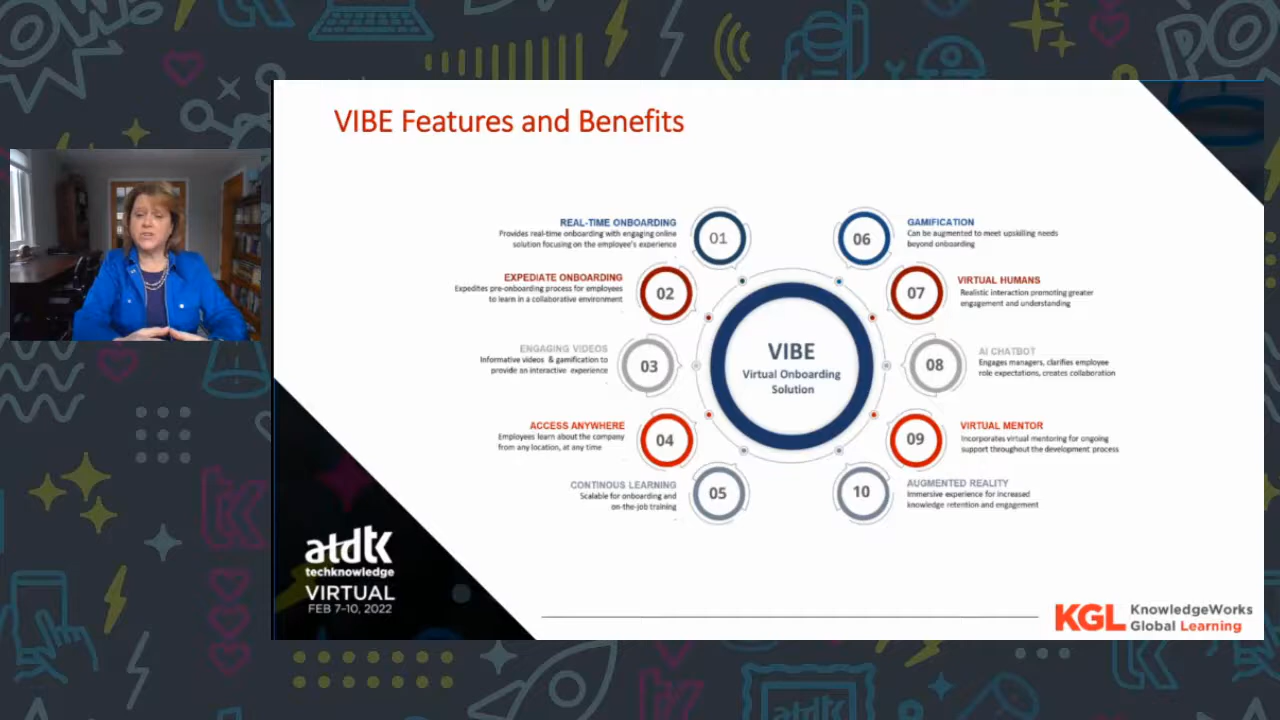 VIBE Features and Benefits
REAL-TIME ONBOARDING
Provides real-time onboarding with engaging online
solution focusing on the employee's experience
01
EXPEDIATE ONBOARDING
Expedites pre-onboarding process for employees
to learn in a collaborative environment
02
ENGAGING VIDEOS
Informative videos & gamification to
provide an interactive experience
03
ACCESS ANYWHERE
Employees learn about the company
from any location, at any time
04
CONTINOUS LEARNING
Scalable for onboarding and
on-the-job training
05
VIBE
Virtual Onboarding
Solution
06
GAMIFICATION
Can be augmented to meet upskilling needs
beyond onboarding
07
VIRTUAL HUMANS
Realistic interaction promoting greater
engagement and understanding
08
AI CHATBOT
Engages managers, clarifies employee
role expectations, creates collaboration
09
VIRTUAL MENTOR
Incorporates virtual mentoring for ongoing
support throughout the development process
10
AUGMENTED REALITY
Immersive experience for increased
knowledge retention and engagement
atdtk
techknowledge
VIRTUAL
FEB 7-10, 2022
KGL KnowledgeWorks
Global Learning
OW!
PO
tk
tk
tk
atdtk